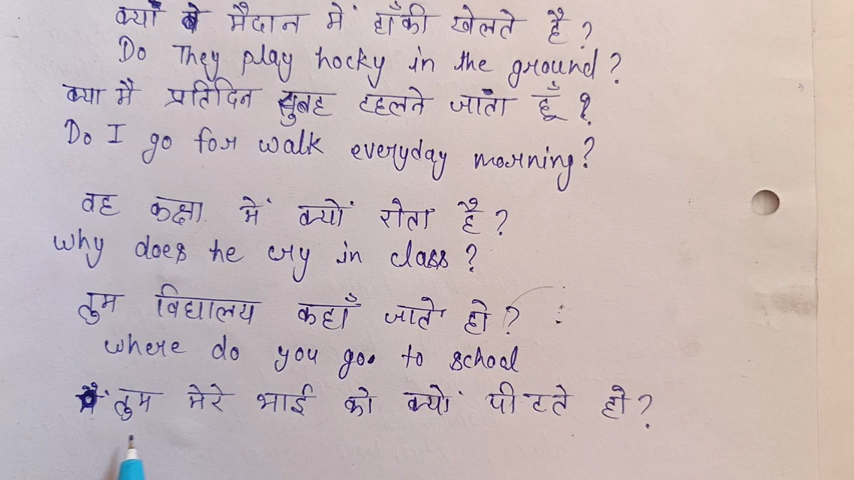 क्या वे मैदान में हॉकी खेलते है ?
Do They play hocky in the ground?
क्या मै प्रतिदिन सुबह टहलने जाता हूँ ?
Do I go for walk everyday morning?
वह कक्षा में क्यों रोता है ?
Why does he cry in class ?
तुम विद्यालय कहाँ जाते हो ?
where do you go to school
तुम मेरे भाई को क्यों पीटते हो ?